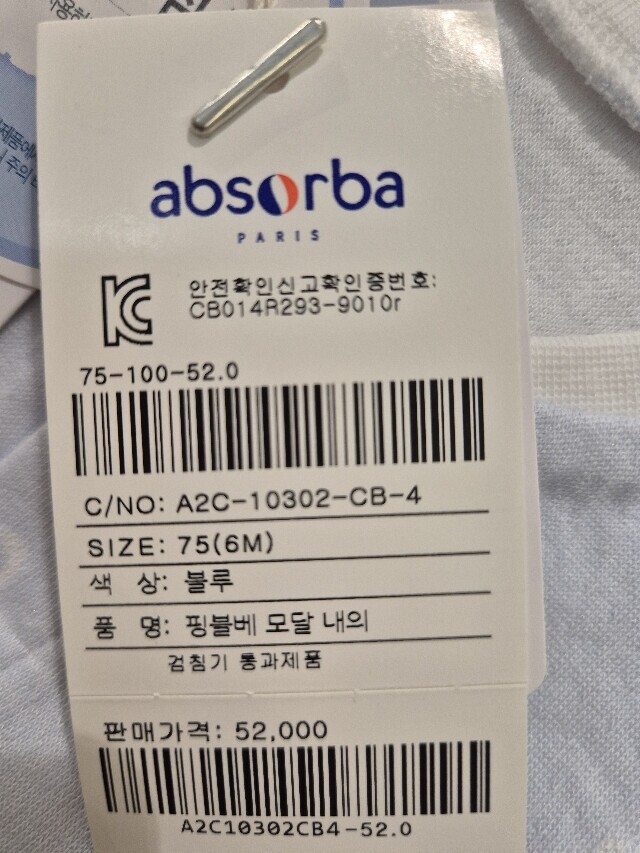 absorba
PARIS
안전확인신고확인증번호:
CB014R293-9010r
75-100-52.0
C/NO: A2C-10302-CB-4
SIZE: 75(6M)
색 상: 블루
품 명: 핑블베 모달 내의
검침기 통과제품
판매가격: 52,000
A2C10302CB4-52.0